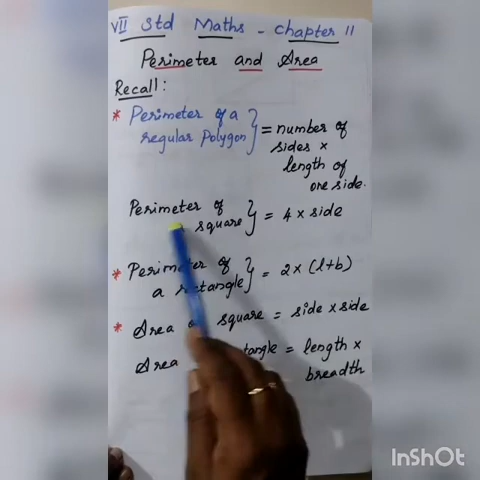 VII Std Maths - Chapter 11
Perimeter and Area
Recall:
* Perimeter of a
regular Polygon } = number of
sides ×
length of
one side.
Perimeter of
square } = 4 × side
* Perimeter of
a rectangle } = 2 × (l+b)
* Area square = side × side
Area = length ×
breadth
InShOt